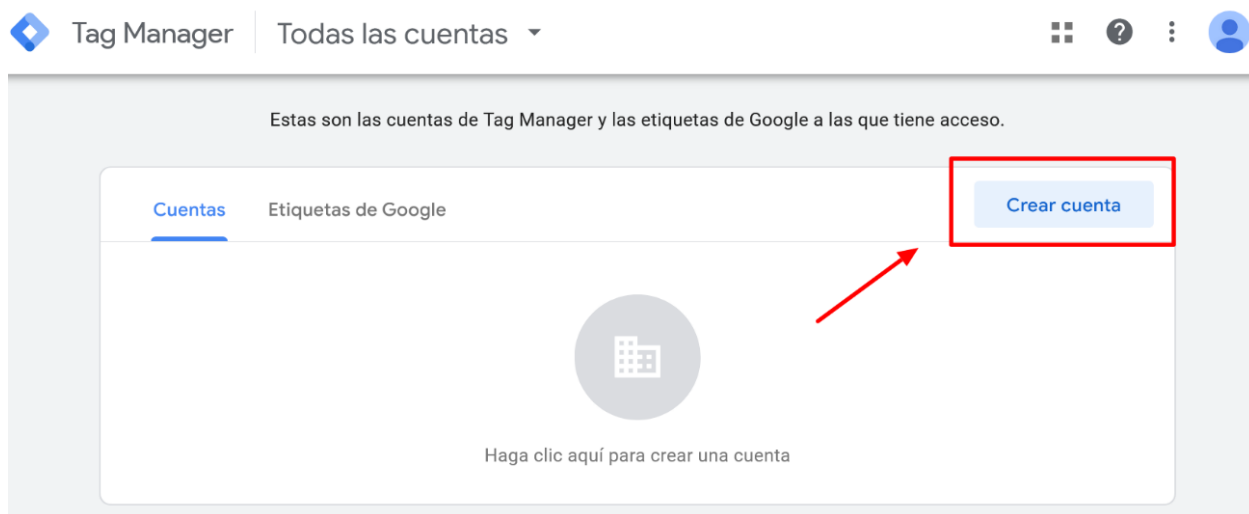 Tag Manager
Todas las cuentas
Estas son las cuentas de Tag Manager y las etiquetas de Google a las que tiene acceso.
Cuentas
Etiquetas de Google
Crear cuenta
Haga clic aquí para crear una cuenta